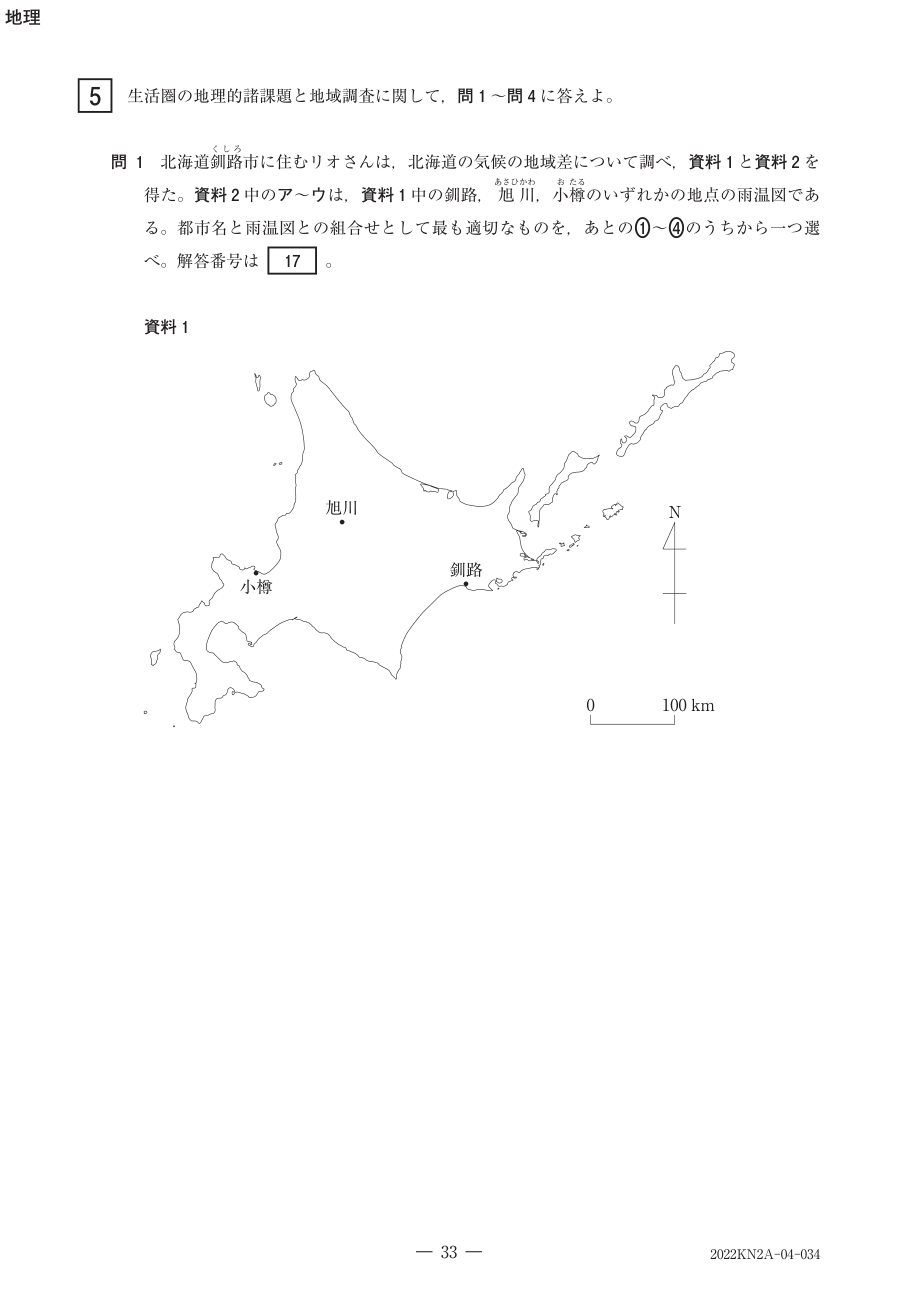 地理
5 生活圏の地理的諸課題と地域調査に関して，問1～問4に答えよ。
くしろ
問 1 北海道釧路市に住むリオさんは，北海道の気候の地域差について調べ，資料1と資料2を
あさひかわ おたる
得た。資料2中のア～ウは，資料1中の釧路，旭川，小樽のいずれかの地点の雨温図であ
る。都市名と雨温図との組合せとして最も適切なものを，あとの①～④のうちから一つ選
べ。解答番号は 17 。
資料1
旭川
N
釧路
小樽
0 100 km
― 33 ―
2022KN2A-04-034